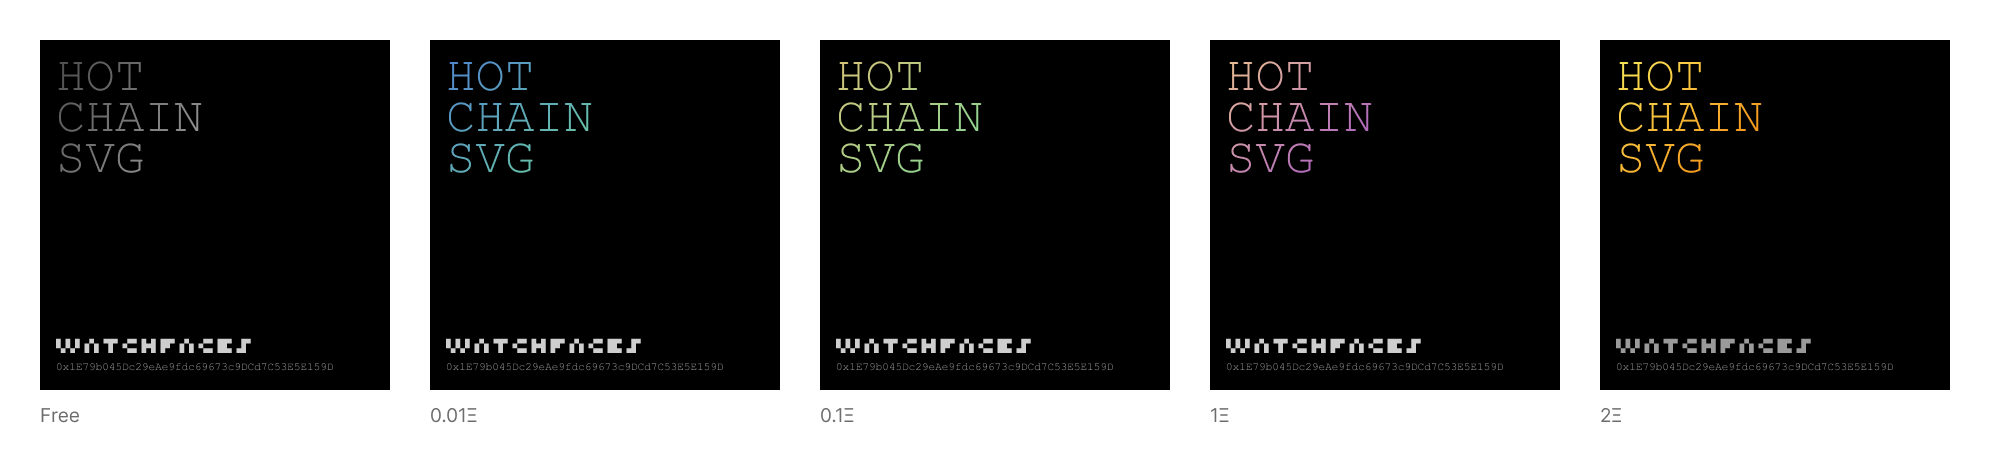 HOT
CHAIN
SVG
WATCHFACES
0x1E79b045Dc29eAe9fdc69673c9DCd7C53E5E159D
Free
HOT
CHAIN
SVG
WATCHFACES
0x1E79b045Dc29eAe9fdc69673c9DCd7C53E5E159D
0.01Ξ
HOT
CHAIN
SVG
WATCHFACES
0x1E79b045Dc29eAe9fdc69673c9DCd7C53E5E159D
0.1Ξ
HOT
CHAIN
SVG
WATCHFACES
0x1E79b045Dc29eAe9fdc69673c9DCd7C53E5E159D
1Ξ
HOT
CHAIN
SVG
WATCHFACES
0x1E79b045Dc29eAe9fdc69673c9DCd7C53E5E159D
2Ξ